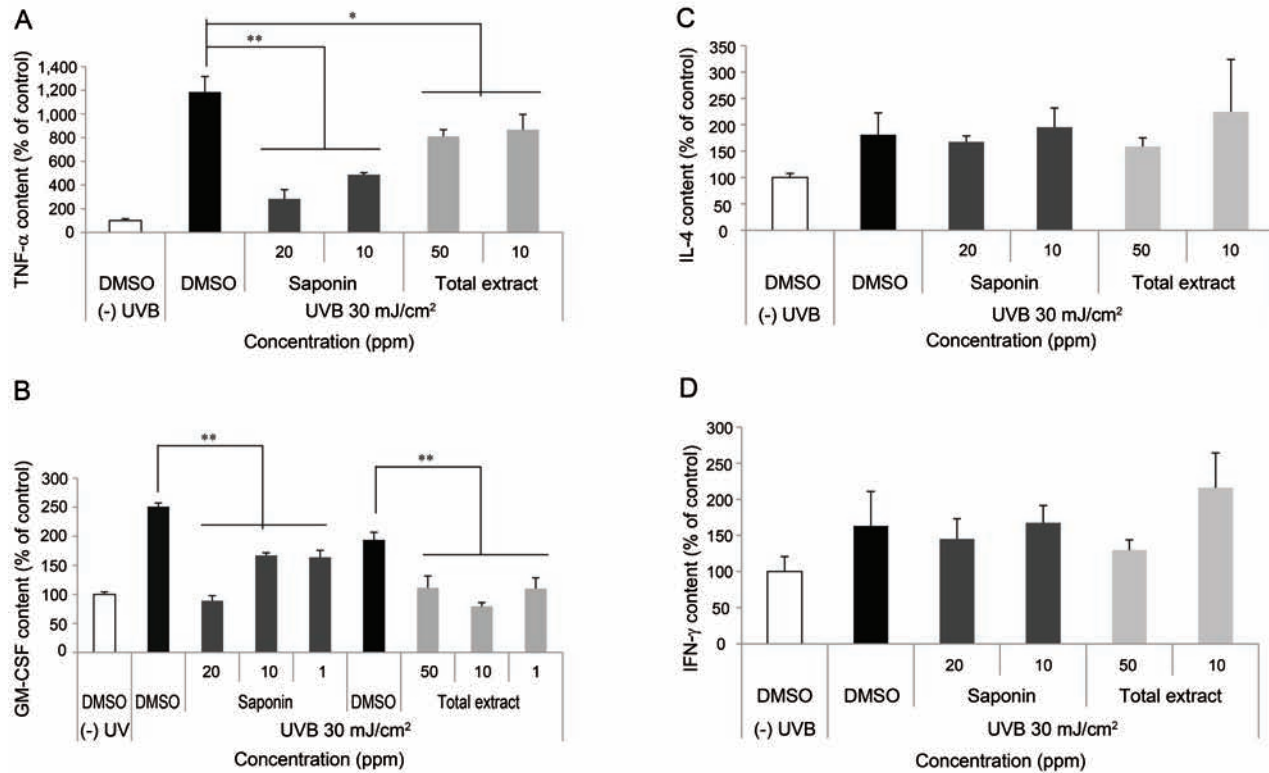 A
TNF-α content (% of control)
*
**
1,400
1,200
1,000
800
600
400
200
0
20 10 50 10
DMSO DMSO Saponin Total extract
(-) UVB UVB 30 mJ/cm²
Concentration (ppm)
B
GM-CSF content (% of control)
**
**
300
250
200
150
100
50
0
20 10 1 50 10 1
DMSO DMSO Saponin DMSO Total extract
(-) UV UVB 30 mJ/cm²
Concentration (ppm)
C
IL-4 content (% of control)
350
300
250
200
150
100
50
0
20 10 50 10
DMSO DMSO Saponin Total extract
(-) UVB UVB 30 mJ/cm²
Concentration (ppm)
D
IFN-γ content (% of control)
300
250
200
150
100
50
0
20 10 50 10
DMSO DMSO Saponin Total extract
(-) UVB UVB 30 mJ/cm²
Concentration (ppm)